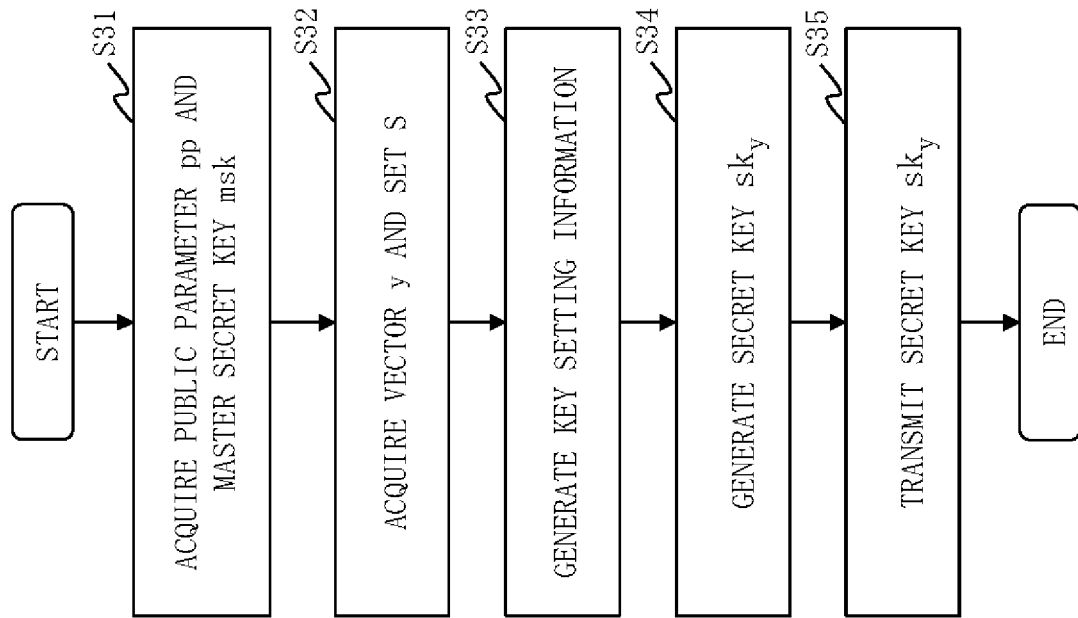 START
S31
ACQUIRE PUBLIC PARAMETER pp AND
MASTER SECRET KEY msk
S32
ACQUIRE VECTOR y AND SET S
S33
GENERATE KEY SETTING INFORMATION
S34
GENERATE SECRET KEY sky
S35
TRANSMIT SECRET KEY sky
END